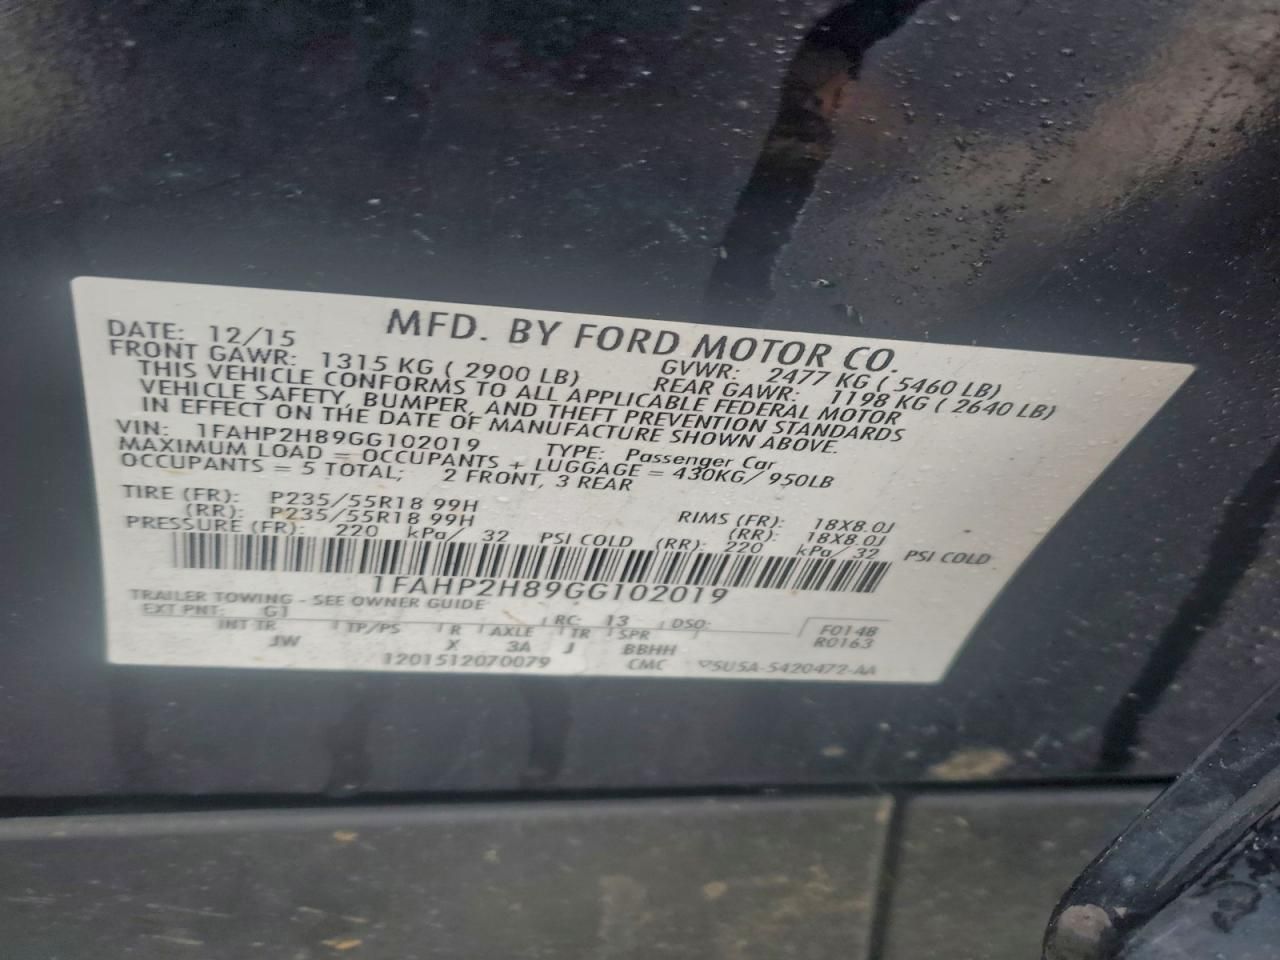 MFD. BY FORD MOTOR CO.
DATE: 12/15 GVWR: 2477 KG ( 5460 LB)
FRONT GAWR: 1315 KG ( 2900 LB) REAR GAWR: 1198 KG ( 2640 LB)
THIS VEHICLE CONFORMS TO ALL APPLICABLE FEDERAL MOTOR
VEHICLE SAFETY, BUMPER, AND THEFT PREVENTION STANDARDS
IN EFFECT ON THE DATE OF MANUFACTURE SHOWN ABOVE.
VIN: 1FAHP2H89GG102019 TYPE: Passenger Car
MAXIMUM LOAD = OCCUPANTS + LUGGAGE = 430KG/ 950LB
OCCUPANTS = 5 TOTAL; 2 FRONT, 3 REAR
TIRE (FR): P235/55R18 99H RIMS (FR): 18X8.0J
(RR): P235/55R18 99H (RR): 18X8.0J
PRESSURE (FR): 220 kPa/ 32 PSI COLD (RR): 220 kPa/ 32 PSI COLD
1FAHP2H89GG102019
TRAILER TOWING - SEE OWNER GUIDE
EXT PNT: G1 RC: 13 DSO: F0148
INT TR TP/PS R AXLE TR SPR R0163
JW X 3A J BBHH
1201512070079 CMC 5U5A-5420472-AA